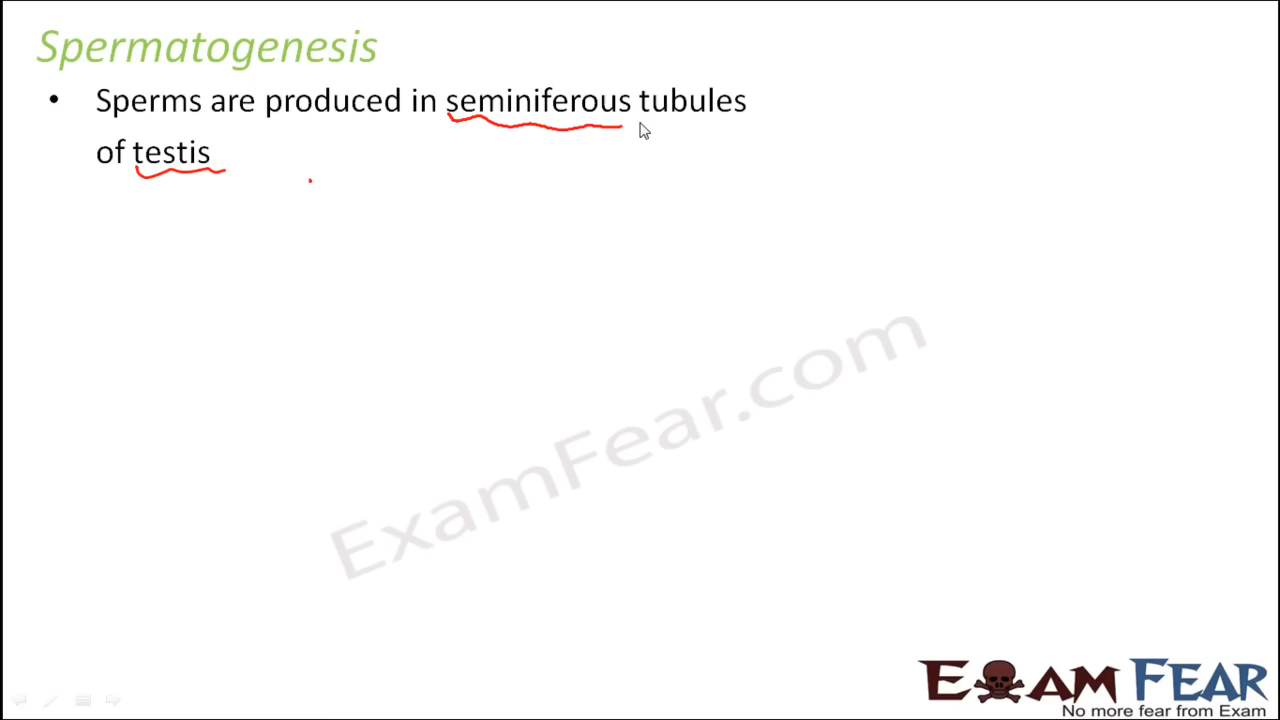 Spermatogenesis
• Sperms are produced in seminiferous tubules
of testis
ExamFear.com
EXAM FEAR
No more fear from Exam